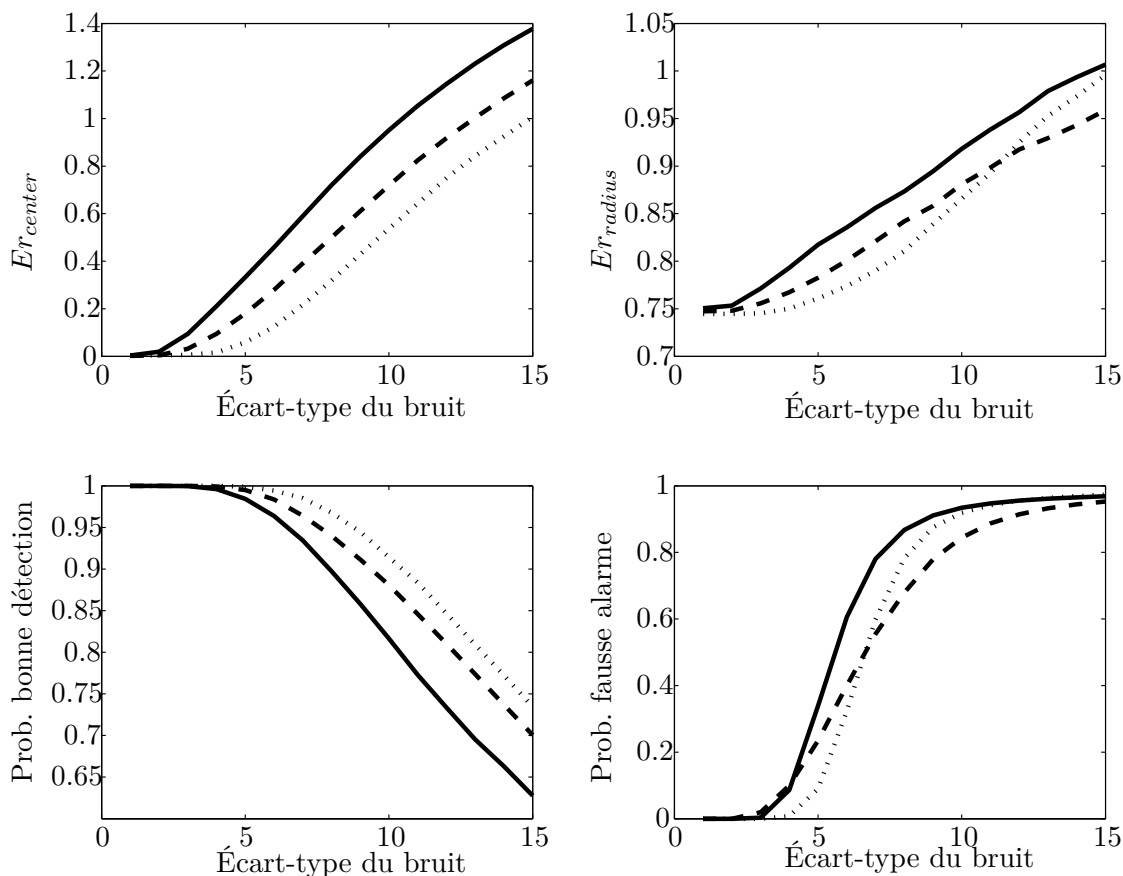 1.4
1.2
1
0.8
0.6
0.4
0.2
0
0 5 10 15
Er_center
Écart-type du bruit
1.05
1
0.95
0.9
0.85
0.8
0.75
0.7
0 5 10 15
Er_radius
Écart-type du bruit
1
0.95
0.9
0.85
0.8
0.75
0.7
0.65
0 5 10 15
Prob. bonne détection
Écart-type du bruit
1
0.8
0.6
0.4
0.2
0
0 5 10 15
Prob. fausse alarme
Écart-type du bruit